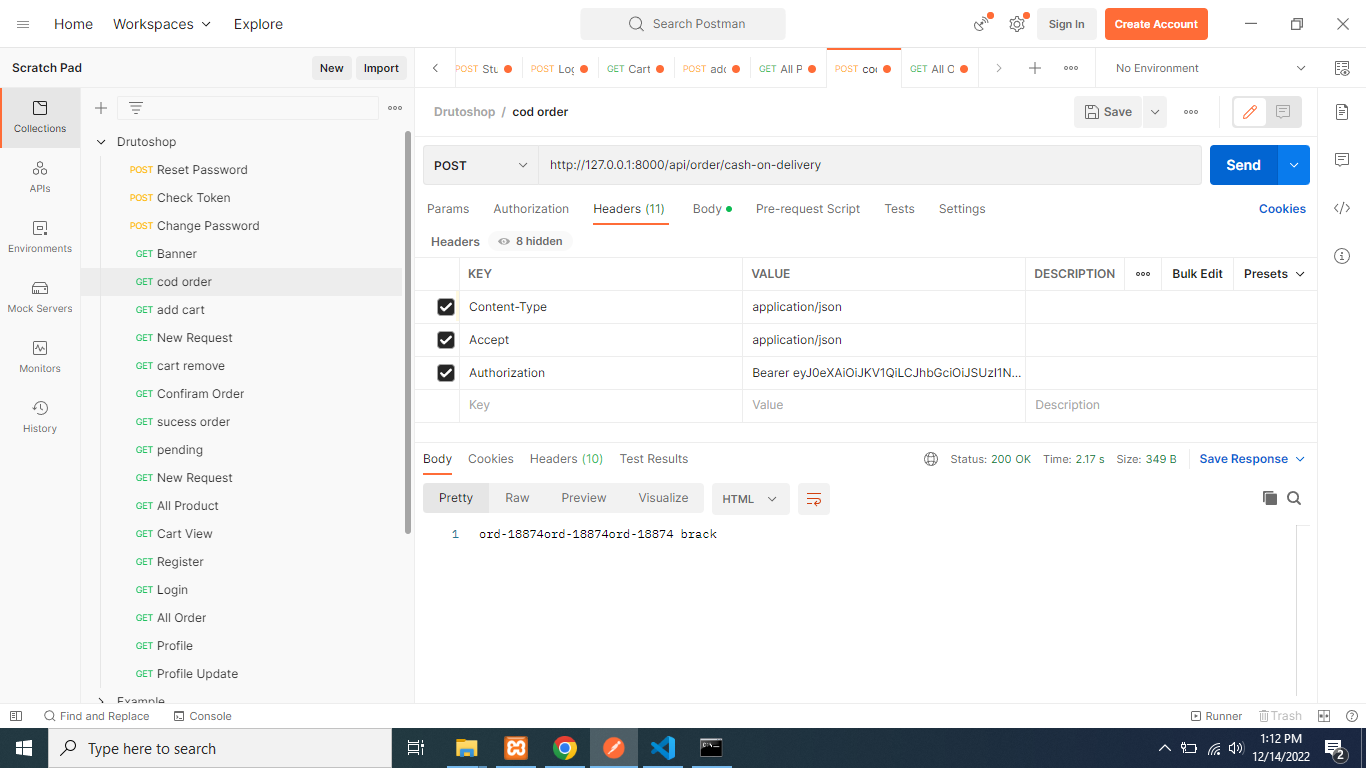 Home Workspaces Explore Search Postman Sign In Create Account
Scratch Pad New Import
POST Stu POST Log GET Cart POST add GET All P POST cod GET All O No Environment
Collections
APIs
Environments
Mock Servers
Monitors
History
Drutoshop
POST Reset Password
POST Check Token
POST Change Password
GET Banner
GET cod order
GET add cart
GET New Request
GET cart remove
GET Confiram Order
GET sucess order
GET pending
GET New Request
GET All Product
GET Cart View
GET Register
GET Login
GET All Order
GET Profile
GET Profile Update
Example
Drutoshop / cod order Save
POST http://127.0.0.1:8000/api/order/cash-on-delivery Send
Params Authorization Headers (11) Body Pre-request Script Tests Settings Cookies
Headers 8 hidden
KEY VALUE DESCRIPTION Bulk Edit Presets
Content-Type application/json
Accept application/json
Authorization Bearer eyJ0eXAiOiJKV1QiLCJhbGciOiJSUzI1N...
Key Value Description
Body Cookies Headers (10) Test Results Status: 200 OK Time: 2.17 s Size: 349 B Save Response
Pretty Raw Preview Visualize HTML
1 ord-18874ord-18874ord-18874 brack
Find and Replace Console Runner Trash
Type here to search 1:12 PM
12/14/2022 2